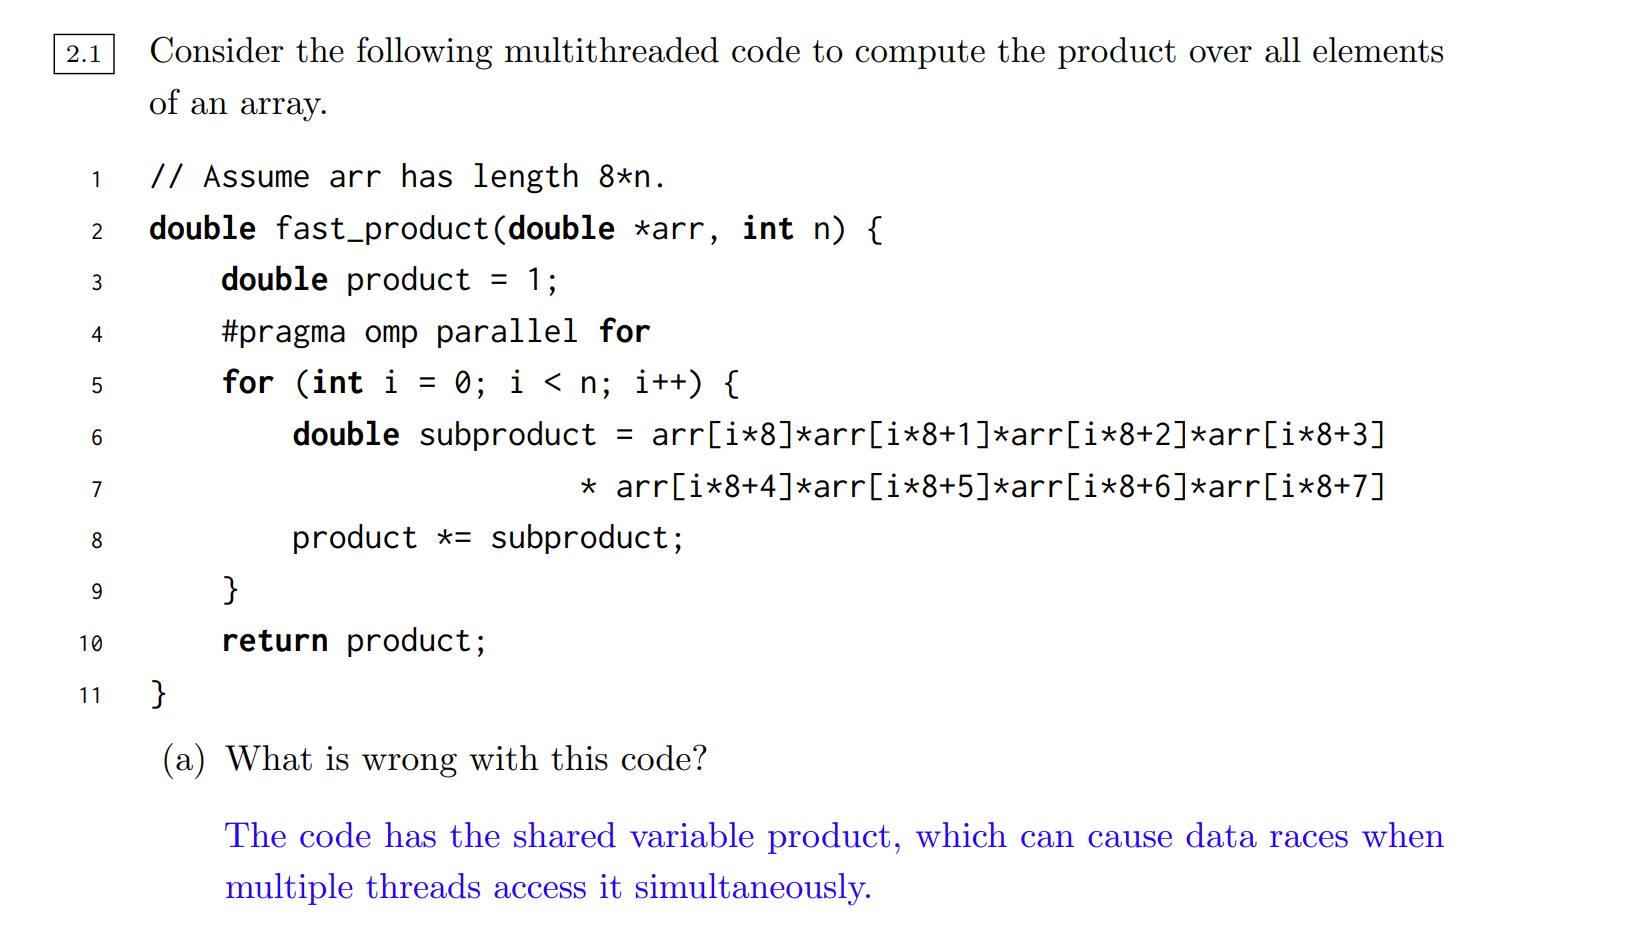 2.1 Consider the following multithreaded code to compute the product over all elements
of an array.
1 // Assume arr has length 8*n.
2 double fast_product(double *arr, int n) {
3 double product = 1;
4 #pragma omp parallel for
5 for (int i = 0; i < n; i++) {
6 double subproduct = arr[i*8]*arr[i*8+1]*arr[i*8+2]*arr[i*8+3]
7 * arr[i*8+4]*arr[i*8+5]*arr[i*8+6]*arr[i*8+7]
8 product *= subproduct;
9 }
10 return product;
11 }
(a) What is wrong with this code?
The code has the shared variable product, which can cause data races when
multiple threads access it simultaneously.